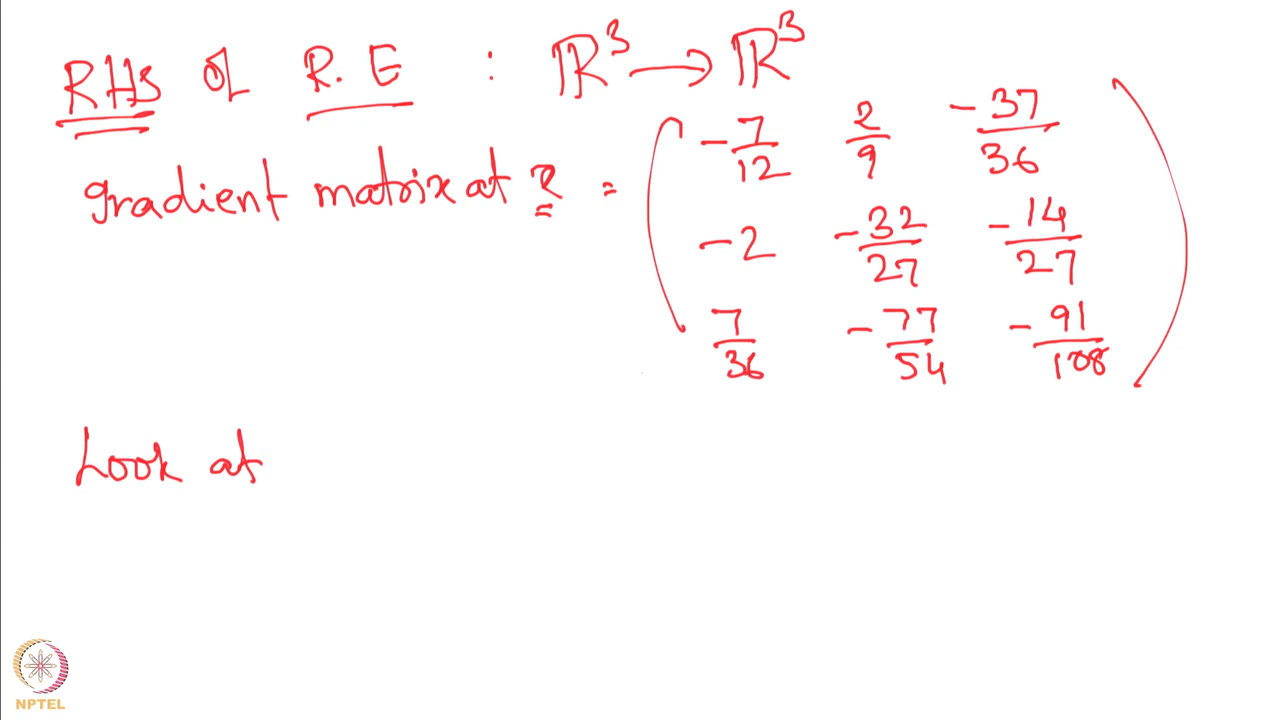 RHS of R.E : ℝ³ → ℝ³
gradient matrix at =
-7/12 2/9 -37/36
-2 -32/27 -14/27
7/36 -77/54 -91/108
Look at
NPTEL